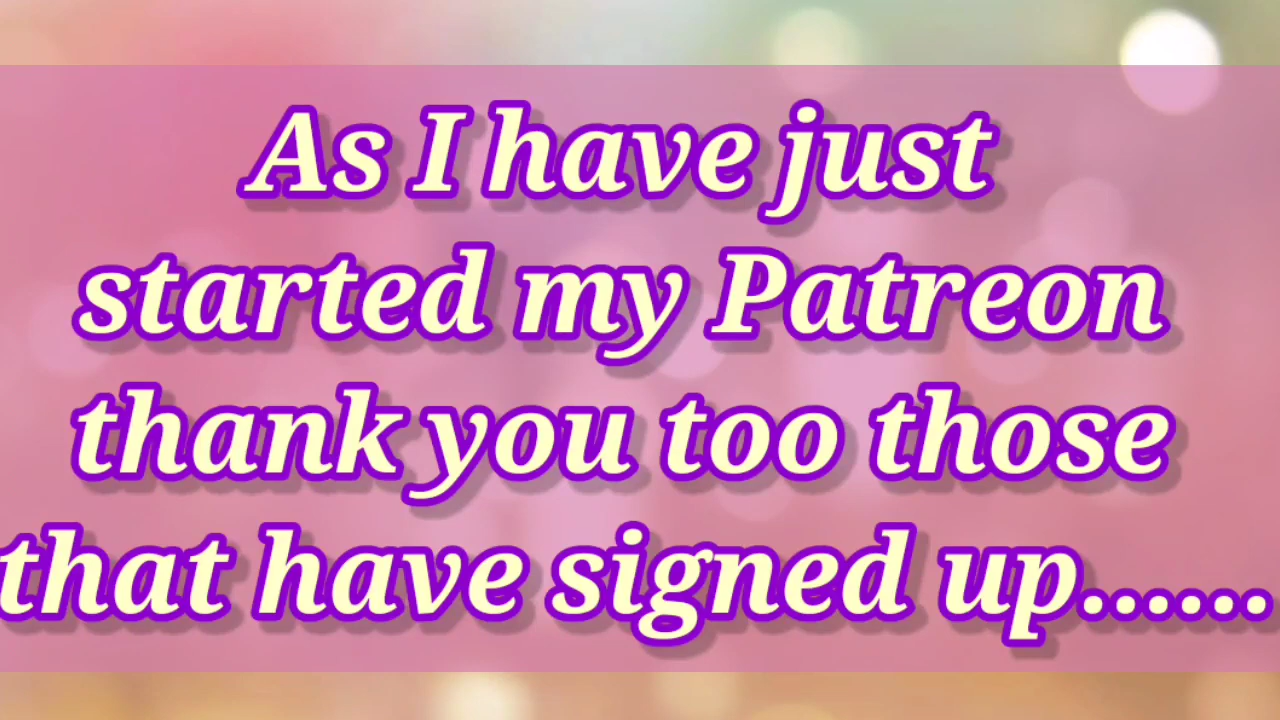 As I have just
started my Patreon
thank you too those
that have signed up......